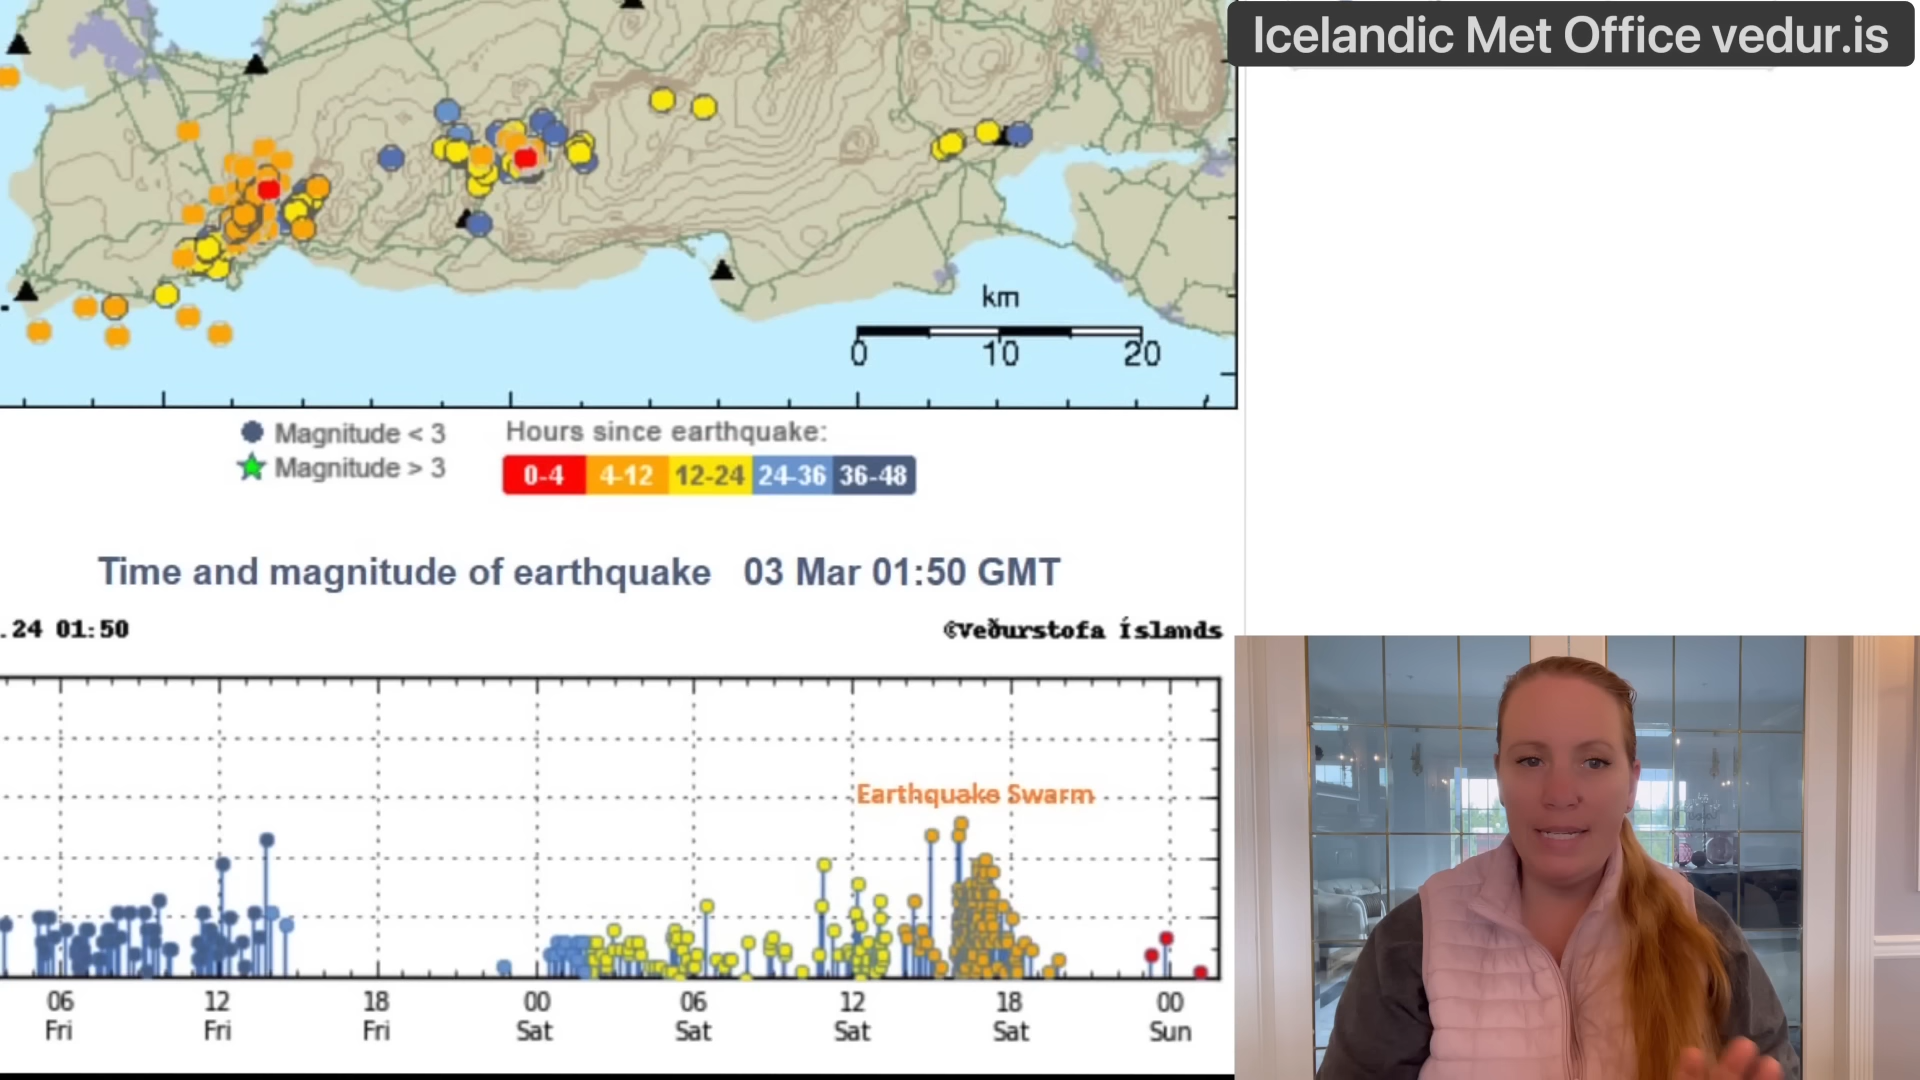 Icelandic Met Office vedur.is
km
0 10 20
Magnitude < 3
Magnitude > 3
Hours since earthquake:
0-4 4-12 12-24 24-36 36-48
Time and magnitude of earthquake 03 Mar 01:50 GMT
.24 01:50
©Veðurstofa Íslands
Earthquake Swarm
06 12 18 00 06 12 18 00
Fri Fri Fri Sat Sat Sat Sat Sun